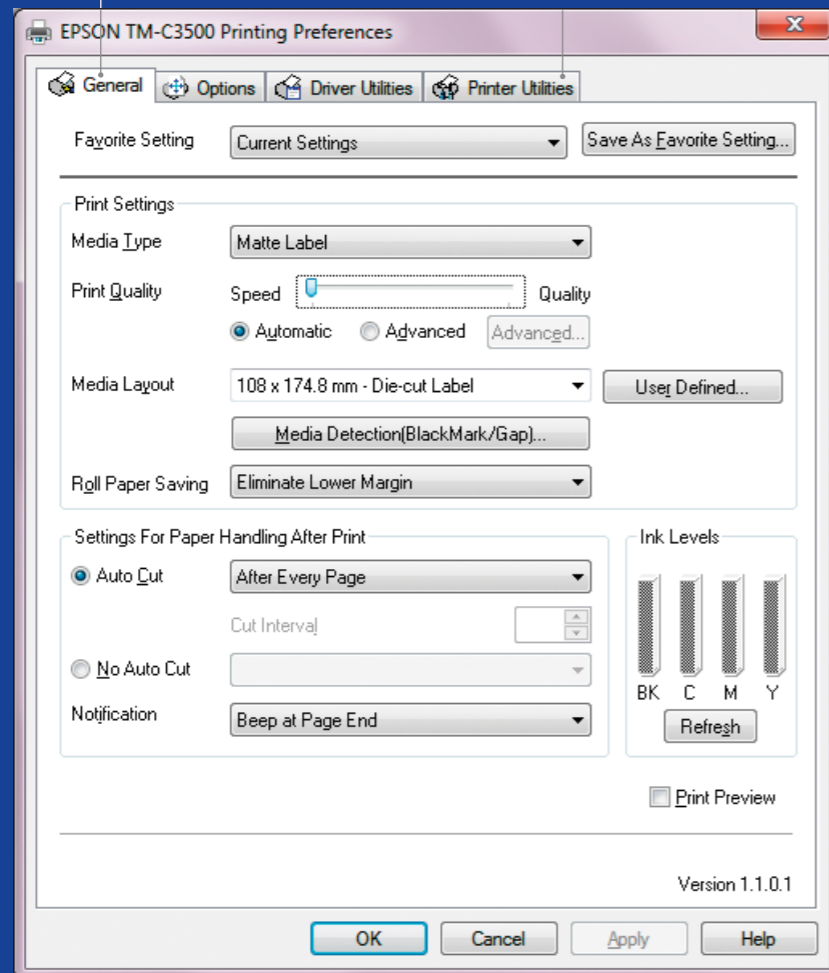 EPSON TM-C3500 Printing Preferences
General Options Driver Utilities Printer Utilities
Favorite Setting Current Settings Save As Favorite Setting...
Print Settings
Media Type Matte Label
Print Quality Speed Quality
Automatic Advanced Advanced...
Media Layout 108 x 174.8 mm - Die-cut Label User Defined...
Media Detection(BlackMark/Gap)...
Roll Paper Saving Eliminate Lower Margin
Settings For Paper Handling After Print Ink Levels
Auto Cut After Every Page
Cut Interval
No Auto Cut
BK C M Y
Notification Beep at Page End Refresh
Print Preview
Version 1.1.0.1
OK Cancel Apply Help